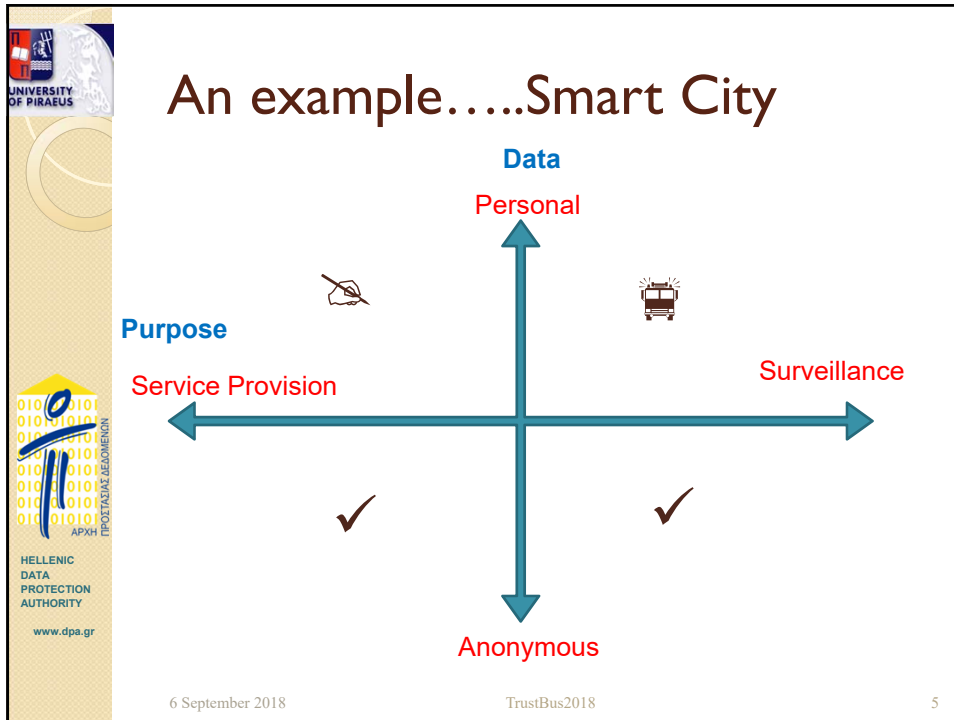 UNIVERSITY
OF PIRAEUS
An example…..Smart City
Data
Personal
Purpose
Service Provision
Surveillance
✓
✓
Anonymous
ΑΡΧΗ
ΠΡΟΣΤΑΣΙΑΣ ΔΕΔΟΜΕΝΩΝ
HELLENIC
DATA
PROTECTION
AUTHORITY
www.dpa.gr
6 September 2018
TrustBus2018
5